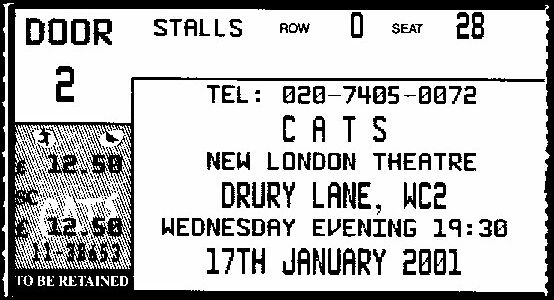 DOOR
2
STALLS ROW O SEAT 28
TEL: 020-7405-0072
CATS
NEW LONDON THEATRE
DRURY LANE, WC2
WEDNESDAY EVENING 19:30
17TH JANUARY 2001
£ 12.50
SC
£ 12.50
TO BE RETAINED